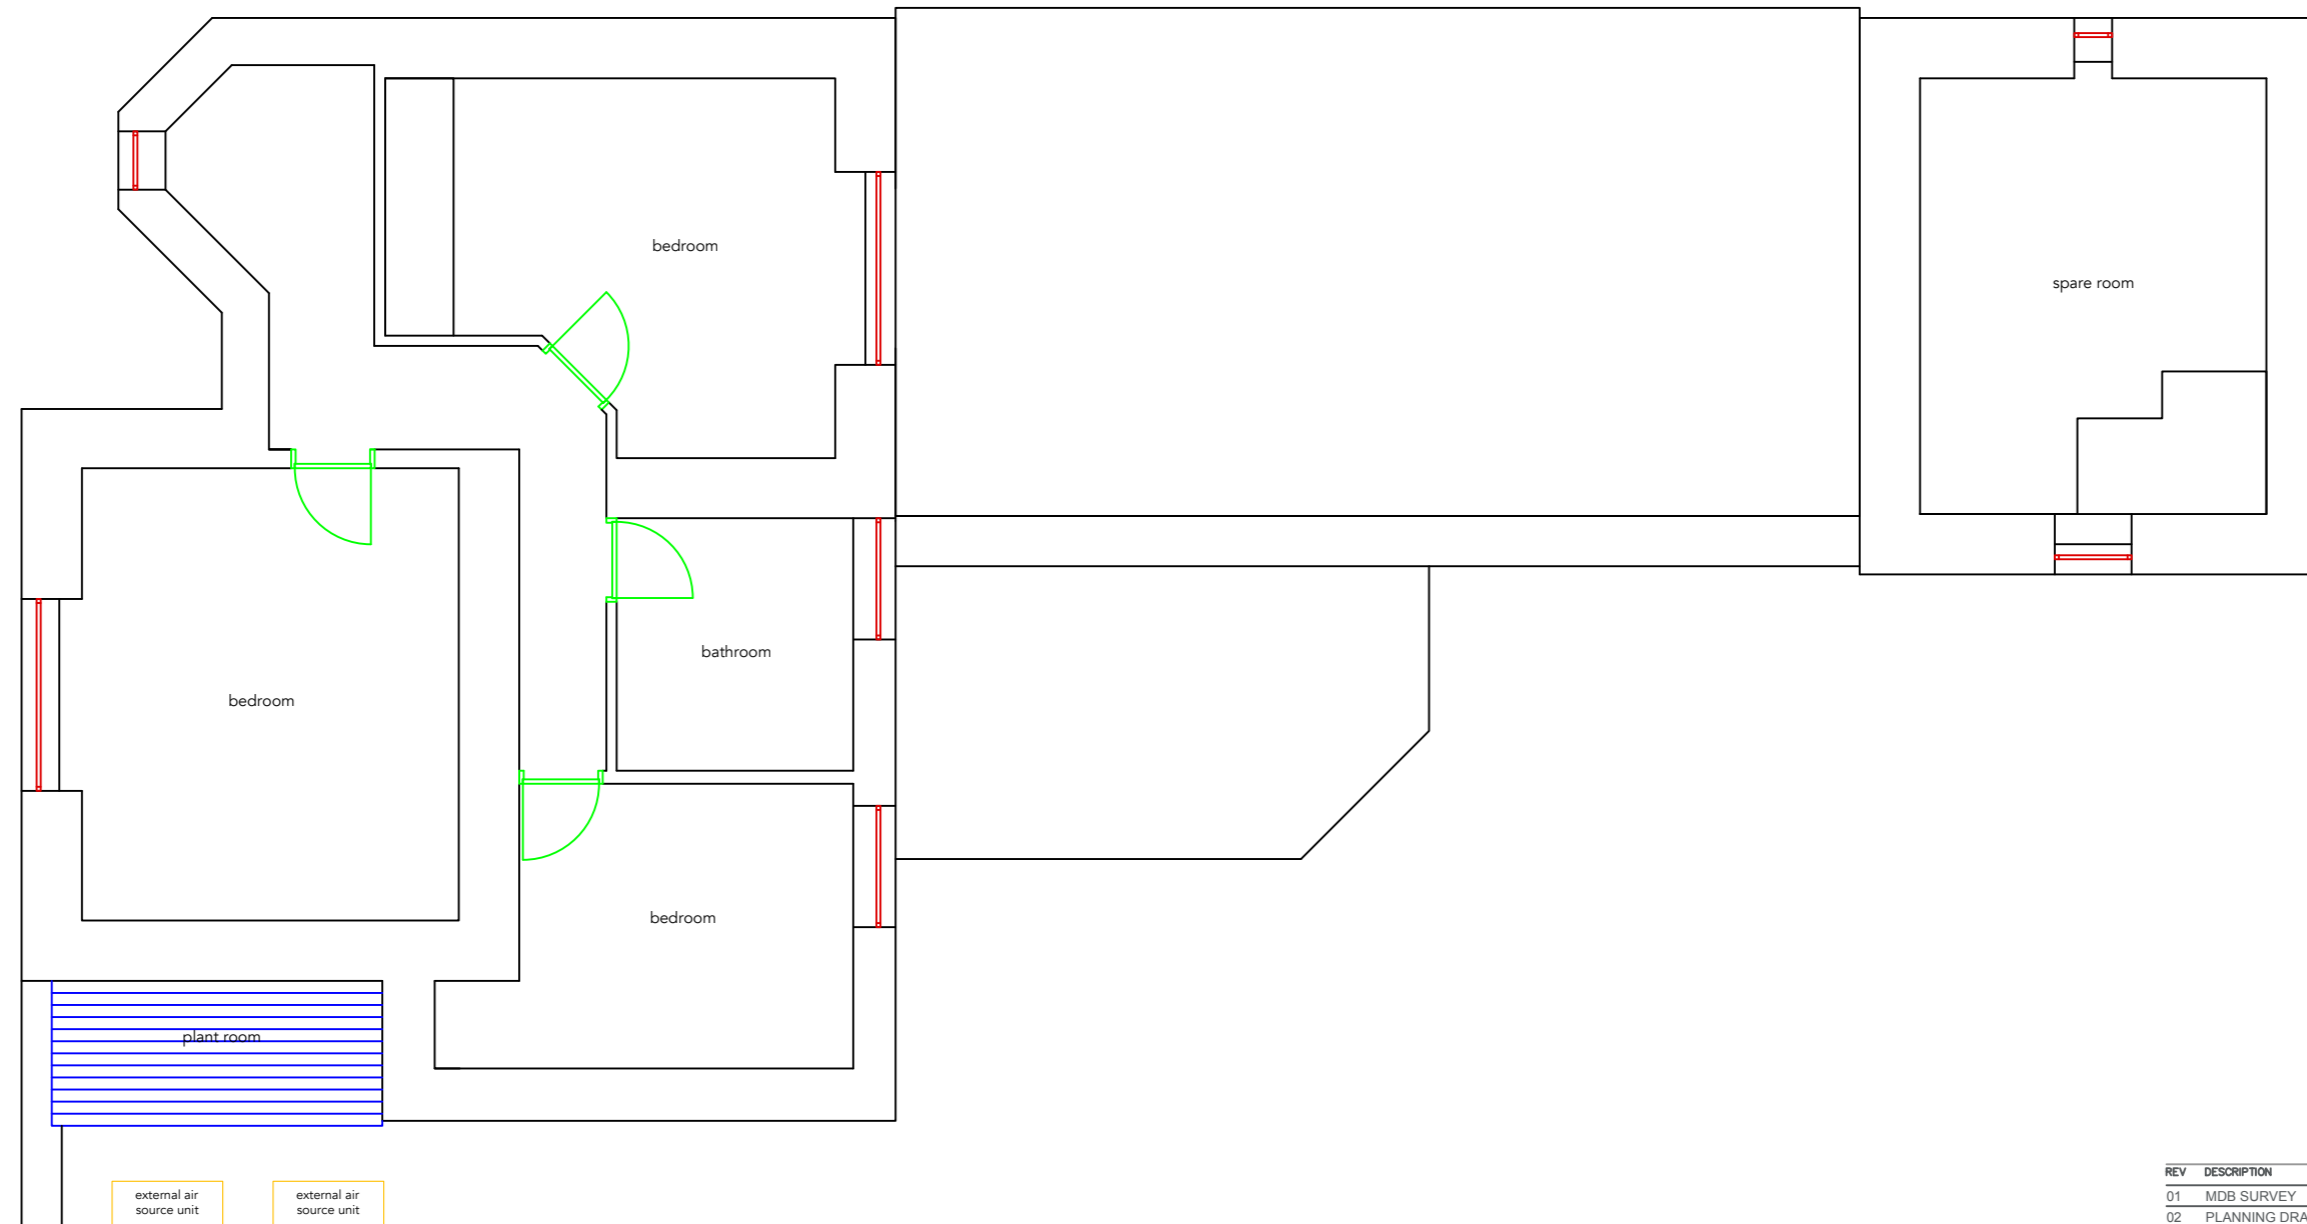 bedroom
spare room
bathroom
bedroom
bedroom
plant room
external air
source unit
external air
source unit
REV DESCRIPTION
01 MDB SURVEY
02 PLANNING DRA